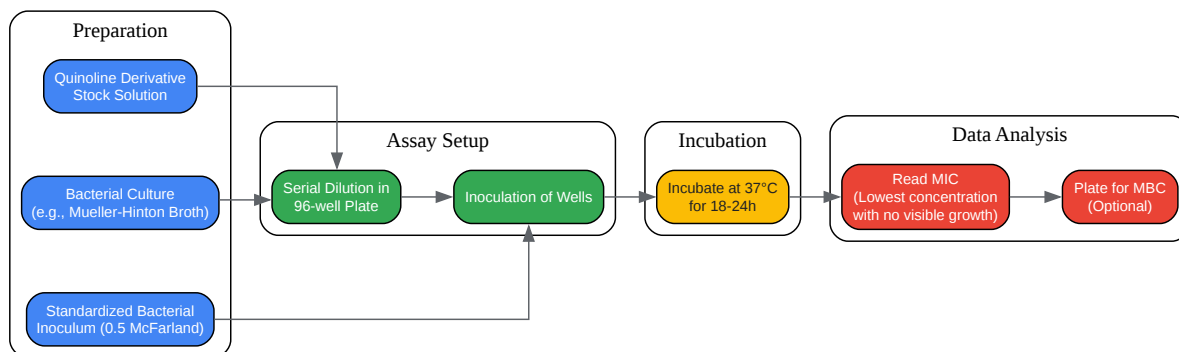 Preparation
Quinoline Derivative
Stock Solution
Bacterial Culture
(e.g., Mueller-Hinton Broth)
Standardized Bacterial
Inoculum (0.5 McFarland)
Assay Setup
Serial Dilution in
96-well Plate
Inoculation of Wells
Incubation
Incubate at 37°C
for 18-24h
Data Analysis
Read MIC
(Lowest concentration
with no visible growth)
Plate for MBC
(Optional)